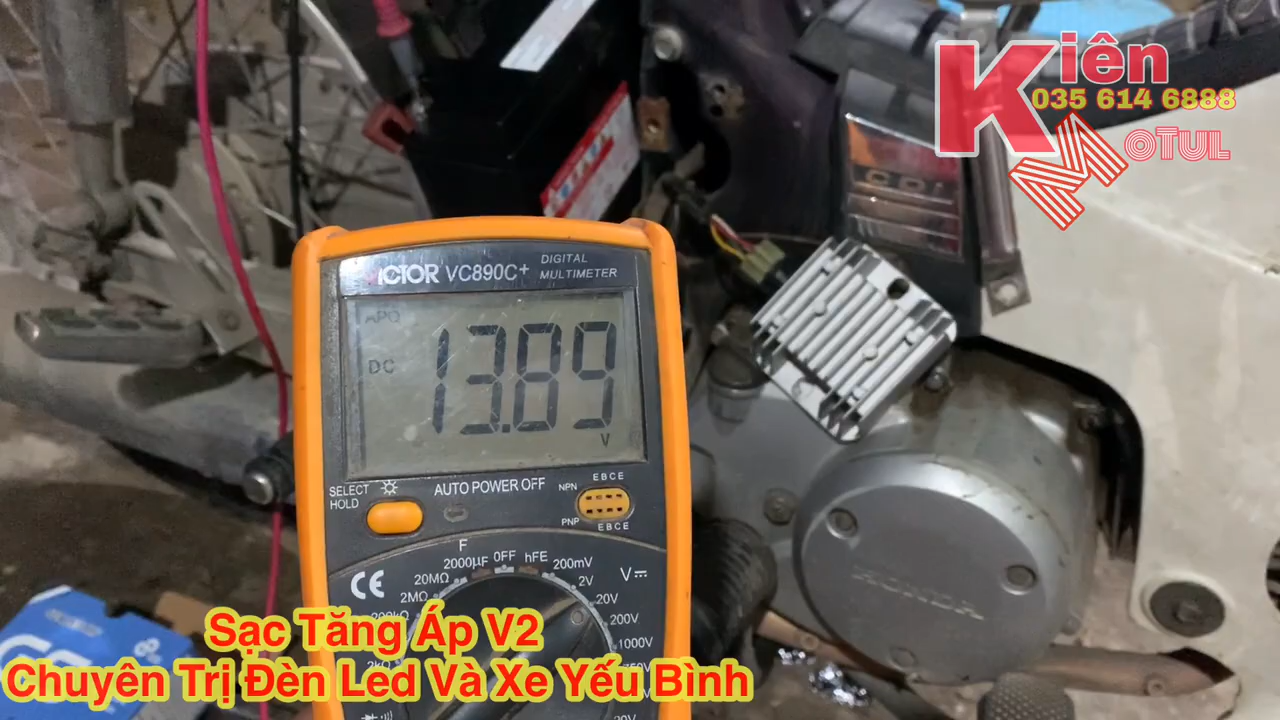 Kiên
035 614 6888
MOTUL
VICTOR VC890C+
DIGITAL
MULTIMETER
APO
DC
13.89
V
CDI
SELECT
HOLD
AUTO POWER OFF
NPN
PNP
EBCE
EBCE
F
2000µF
OFF
hFE
200mV
20MΩ
2V
V
2MΩ
20V
200V
1000V
CE
HONDA
Sạc Tăng Áp V2
Chuyên Trị Đèn Led Và Xe Yếu Bình